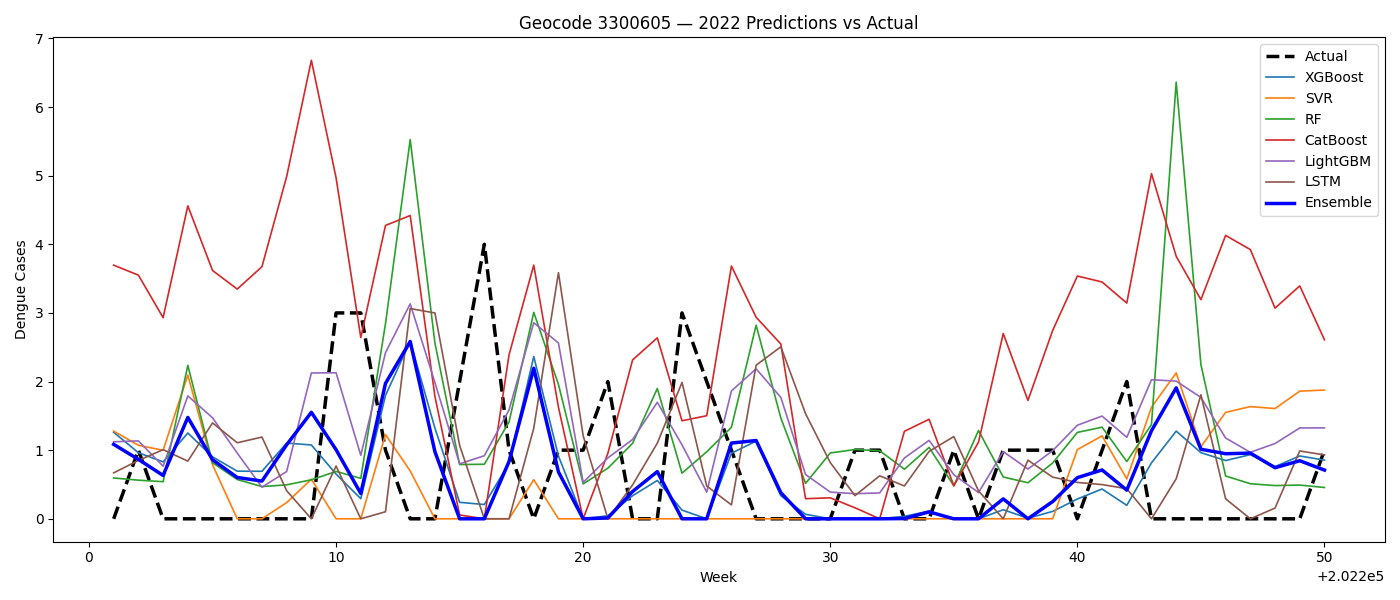 Geocode 3300605 — 2022 Predictions vs Actual
Dengue Cases
7
6
5
4
3
2
1
0
Actual
XGBoost
SVR
RF
CatBoost
LightGBM
LSTM
Ensemble
0 10 20 30 40 50
Week
+2.022e5